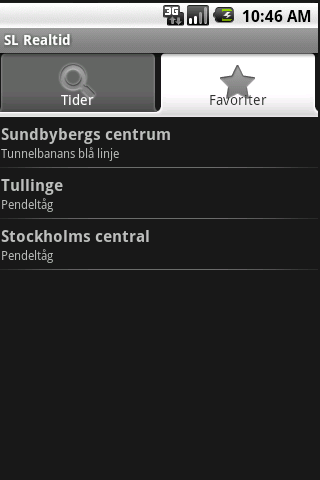 3G 10:46 AM
SL Realtid
Tider Favoriter
Sundbybergs centrum
Tunnelbanans blå linje
Tullinge
Pendeltåg
Stockholms central
Pendeltåg